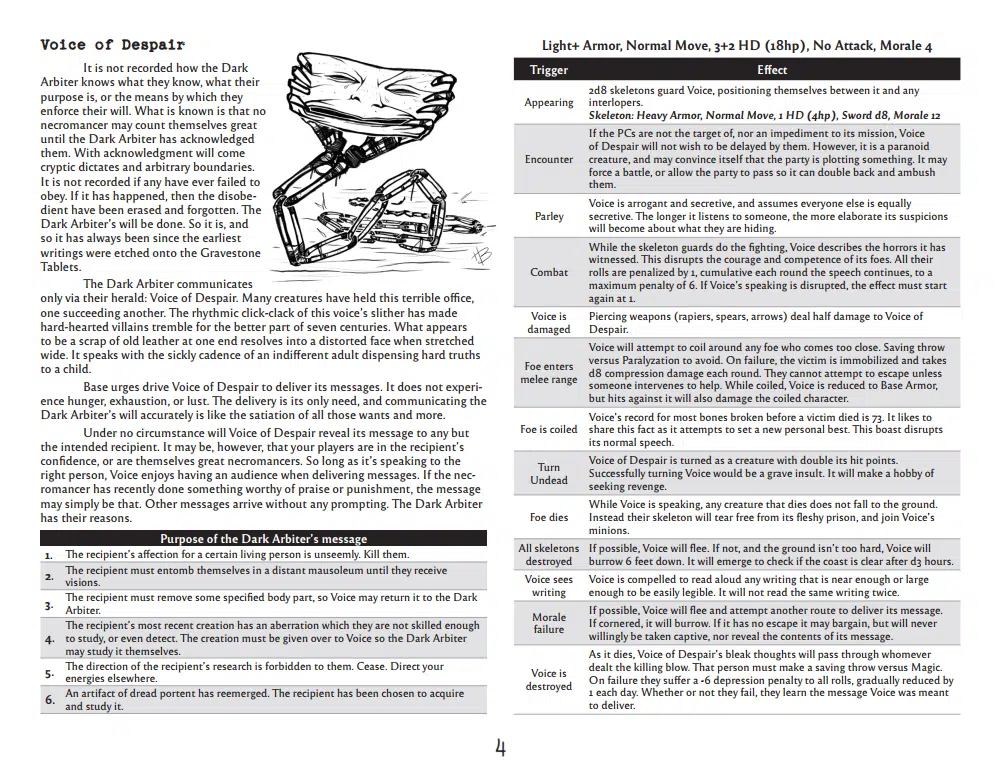 Voice of Despair
It is not recorded how the Dark
Arbiter knows what they know, what their
purpose is, or the means by which they
enforce their will. What is known is that no
necromancer may count themselves great
until the Dark Arbiter has acknowledged
them. With acknowledgment will come
cryptic dictates and arbitrary boundaries.
It is not recorded if any have ever failed to
obey. If it has happened, then the disobe-
dient have been erased and forgotten. The
Dark Arbiter's will be done. So it is, and
so it has always been since the earliest
writings were etched onto the Gravestone
Tablets.
The Dark Arbiter communicates
only via their herald: Voice of Despair. Many creatures have held this terrible office,
one succeeding another. The rhythmic click-clack of this voice's slither has made
hard-hearted villains tremble for the better part of seven centuries. What appears
to be a scrap of old leather at one end resolves into a distorted face when stretched
wide. It speaks with the sickly cadence of an indifferent adult dispensing hard truths
to a child.
Base urges drive Voice of Despair to deliver its messages. It does not experi-
ence hunger, exhaustion, or lust. The delivery is its only need, and communicating the
Dark Arbiter's will accurately is like the satiation of all those wants and more.
Under no circumstance will Voice of Despair reveal its message to any but
the intended recipient. It may be, however, that your players are in the recipient's
confidence, or are themselves great necromancers. So long as it's speaking to the
right person, Voice enjoys having an audience when delivering messages. If the nec-
romancer has recently done something worthy of praise or punishment, the message
may simply be that. Other messages arrive without any prompting. The Dark Arbiter
has their reasons.
Purpose of the Dark Arbiter's message
1. The recipient's affection for a certain living person is unseemly. Kill them.
2. The recipient must entomb themselves in a distant mausoleum until they receive
visions.
3. The recipient must remove some specified body part, so Voice may return it to the Dark
Arbiter.
4. The recipient's most recent creation has an aberration which they are not skilled enough
to study, or even detect. The creation must be given over to Voice so the Dark Arbiter
may study it themselves.
5. The direction of the recipient's research is forbidden to them. Cease. Direct your
energies elsewhere.
6. An artifact of dread portent has reemerged. The recipient has been chosen to acquire
and study it.
HB
Light+ Armor, Normal Move, 3+2 HD (18hp), No Attack, Morale 4
Trigger Effect
Appearing
2d8 skeletons guard Voice, positioning themselves between it and any
interlopers.
Skeleton: Heavy Armor, Normal Move, 1 HD (4hp), Sword d8, Morale 12
Encounter
If the PCs are not the target of, nor an impediment to its mission, Voice
of Despair will not wish to be delayed by them. However, it is a paranoid
creature, and may convince itself that the party is plotting something. It may
force a battle, or allow the party to pass so it can double back and ambush
them.
Parley
Voice is arrogant and secretive, and assumes everyone else is equally
secretive. The longer it listens to someone, the more elaborate its suspicions
will become about what they are hiding.
Combat
While the skeleton guards do the fighting, Voice describes the horrors it has
witnessed. This disrupts the courage and competence of its foes. All their
rolls are penalized by 1, cumulative each round the speech continues, to a
maximum penalty of 6. If Voice's speaking is disrupted, the effect must start
again at 1.
Voice is
damaged
Piercing weapons (rapiers, spears, arrows) deal half damage to Voice of
Despair.
Foe enters
melee range
Voice will attempt to coil around any foe who comes too close. Saving throw
versus Paralyzation to avoid. On failure, the victim is immobilized and takes
d8 compression damage each round. They cannot attempt to escape unless
someone intervenes to help. While coiled, Voice is reduced to Base Armor,
but hits against it will also damage the coiled character.
Foe is coiled
Voice's record for most bones broken before a victim died is 73. It likes to
share this fact as it attempts to set a new personal best. This boast disrupts
its normal speech.
Turn
Undead
Voice of Despair is turned as a creature with double its hit points.
Successfully turning Voice would be a grave insult. It will make a hobby of
seeking revenge.
Foe dies
While Voice is speaking, any creature that dies does not fall to the ground.
Instead their skeleton will tear free from its fleshy prison, and join Voice's
minions.
All skeletons
destroyed
If possible, Voice will flee. If not, and the ground isn't too hard, Voice will
burrow 6 feet down. It will emerge to check if the coast is clear after d3 hours.
Voice sees
writing
Voice is compelled to read aloud any writing that is near enough or large
enough to be easily legible. It will not read the same writing twice.
Morale
failure
If possible, Voice will flee and attempt another route to deliver its message.
If cornered, it will burrow. If it has no escape it may bargain, but will never
willingly be taken captive, nor reveal the contents of its message.
Voice is
destroyed
As it dies, Voice of Despair's bleak thoughts will pass through whomever
dealt the killing blow. That person must make a saving throw versus Magic.
On failure they suffer a -6 depression penalty to all rolls, gradually reduced by
1 each day. Whether or not they fail, they learn the message Voice was meant
to deliver.
4